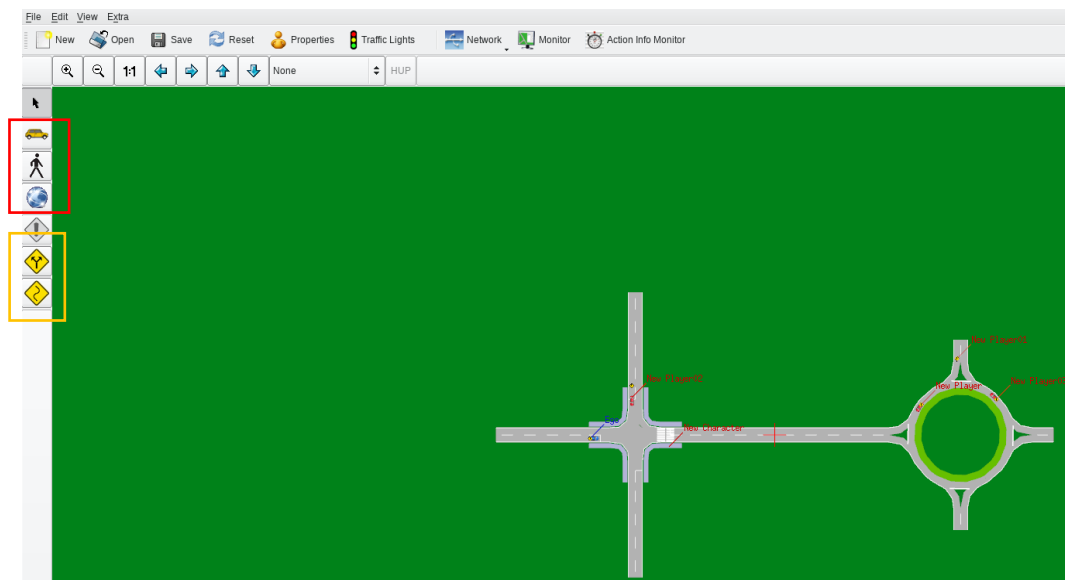 File Edit View Extra
New Open Save Reset Properties Traffic Lights Network Monitor Action Info Monitor
1:1 None HUP
New Player01
New Player02
New Player
Ego
New Character